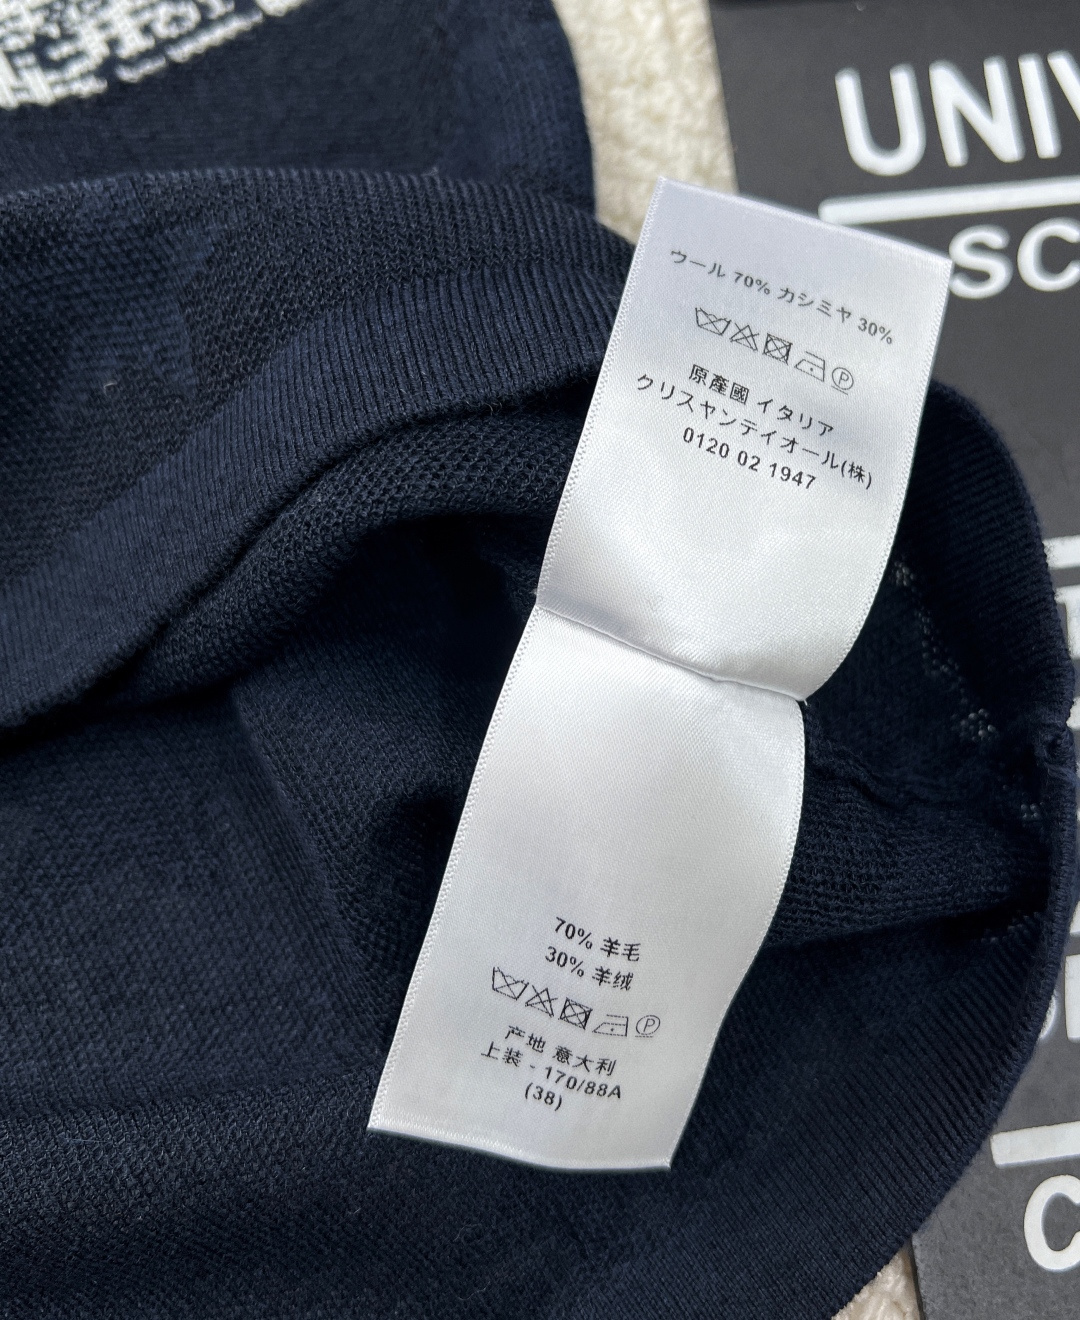 UNIV
SC
ウール 70% カシミヤ 30%
P
原產國 イタリア
クリスヤンテイオール(株)
0120 02 1947
70% 羊毛
30% 羊绒
P
产地 意大利
上装 - 170/88A
(38)
C